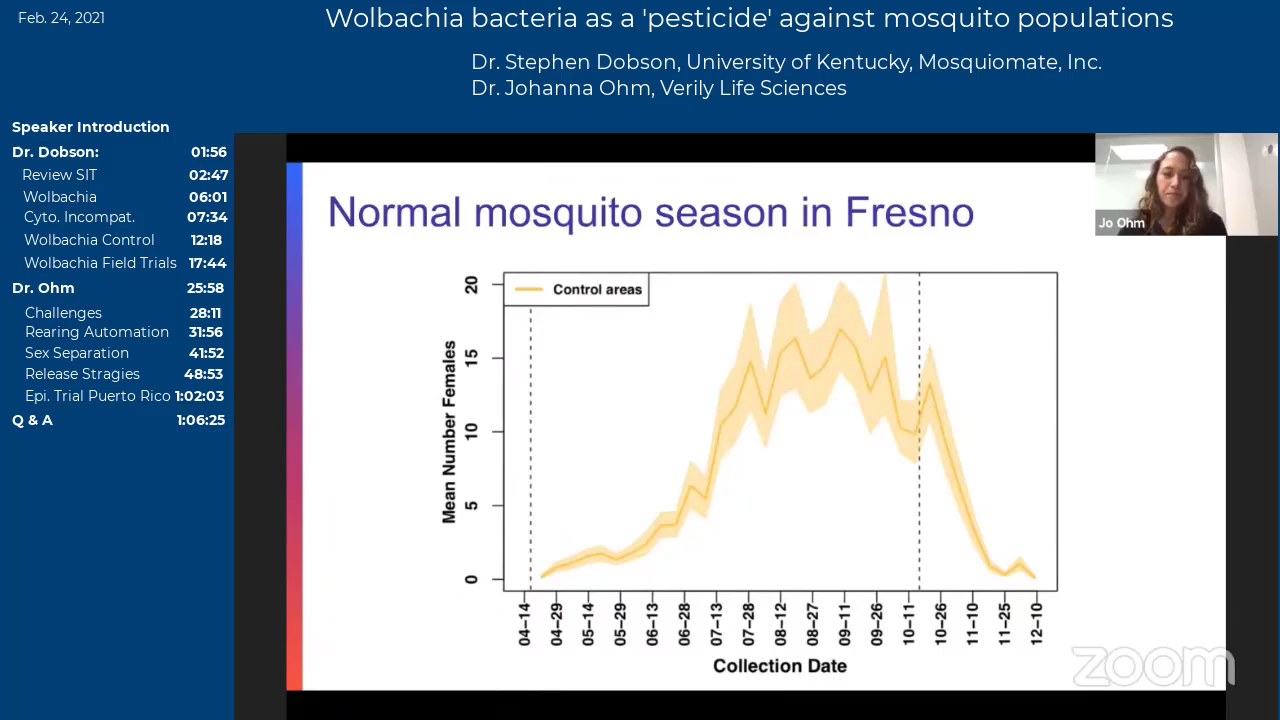 Feb. 24, 2021
Wolbachia bacteria as a 'pesticide' against mosquito populations
Dr. Stephen Dobson, University of Kentucky, Mosquiomate, Inc.
Dr. Johanna Ohm, Verily Life Sciences
Speaker Introduction
Dr. Dobson: 01:56
Review SIT 02:47
Wolbachia 06:01
Cyto. Incompat. 07:34
Wolbachia Control 12:18
Wolbachia Field Trials 17:44
Dr. Ohm 25:58
Challenges 28:11
Rearing Automation 31:56
Sex Separation 41:52
Release Stragies 48:53
Epi. Trial Puerto Rico 1:02:03
Q & A 1:06:25
Jo Ohm
Normal mosquito season in Fresno
Control areas
Mean Number Females
20
15
10
5
0
04-14 04-29 05-14 05-29 06-13 06-28 07-13 07-28 08-12 08-27 09-11 09-26 10-11 10-26 11-10 11-25 12-10
Collection Date
zoom